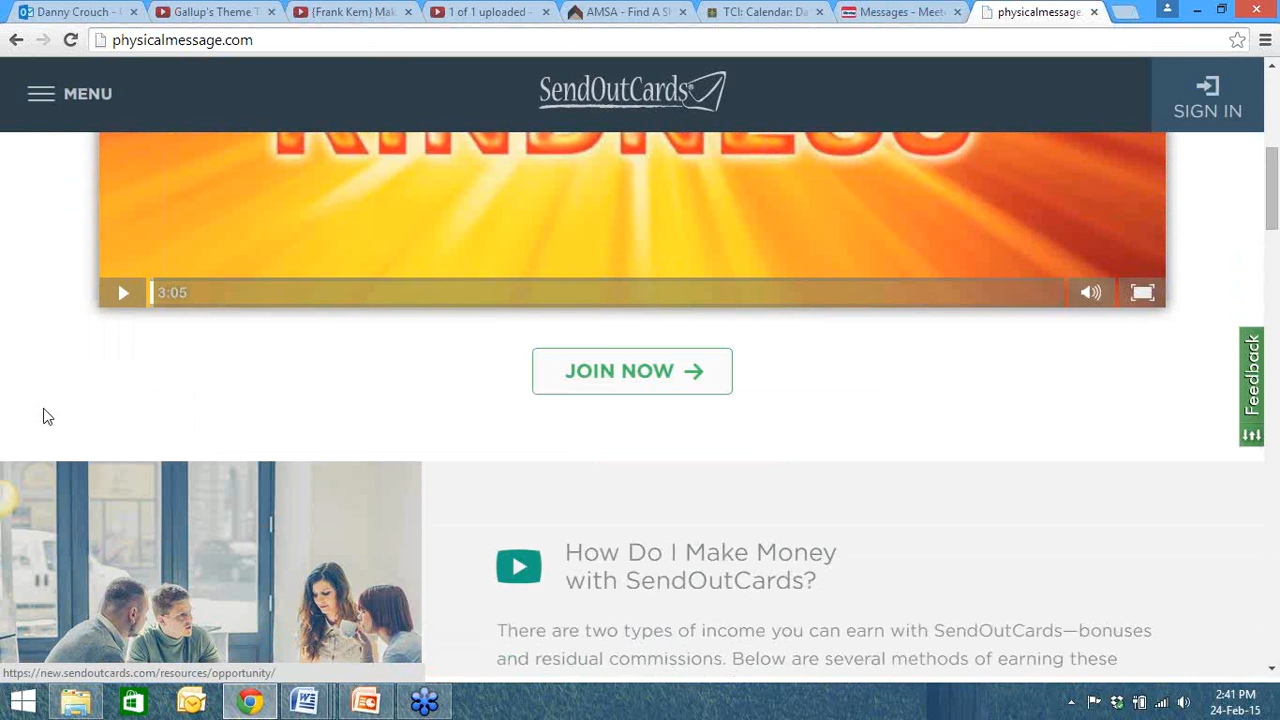 Danny Crouch -
Gallup's Theme T
{Frank Kern} Mak
1 of 1 uploaded -
AMSA - Find A S
TCI: Calendar: Da
Messages - Meet
physicalmessage.
physicalmessage.com
MENU
SendOutCards
SIGN IN
KINDNESS
3:05
JOIN NOW
Feedback
How Do I Make Money
with SendOutCards?
There are two types of income you can earn with SendOutCards—bonuses
and residual commissions. Below are several methods of earning these
https://new.sendoutcards.com/resources/opportunity/
2:41 PM
24-Feb-15